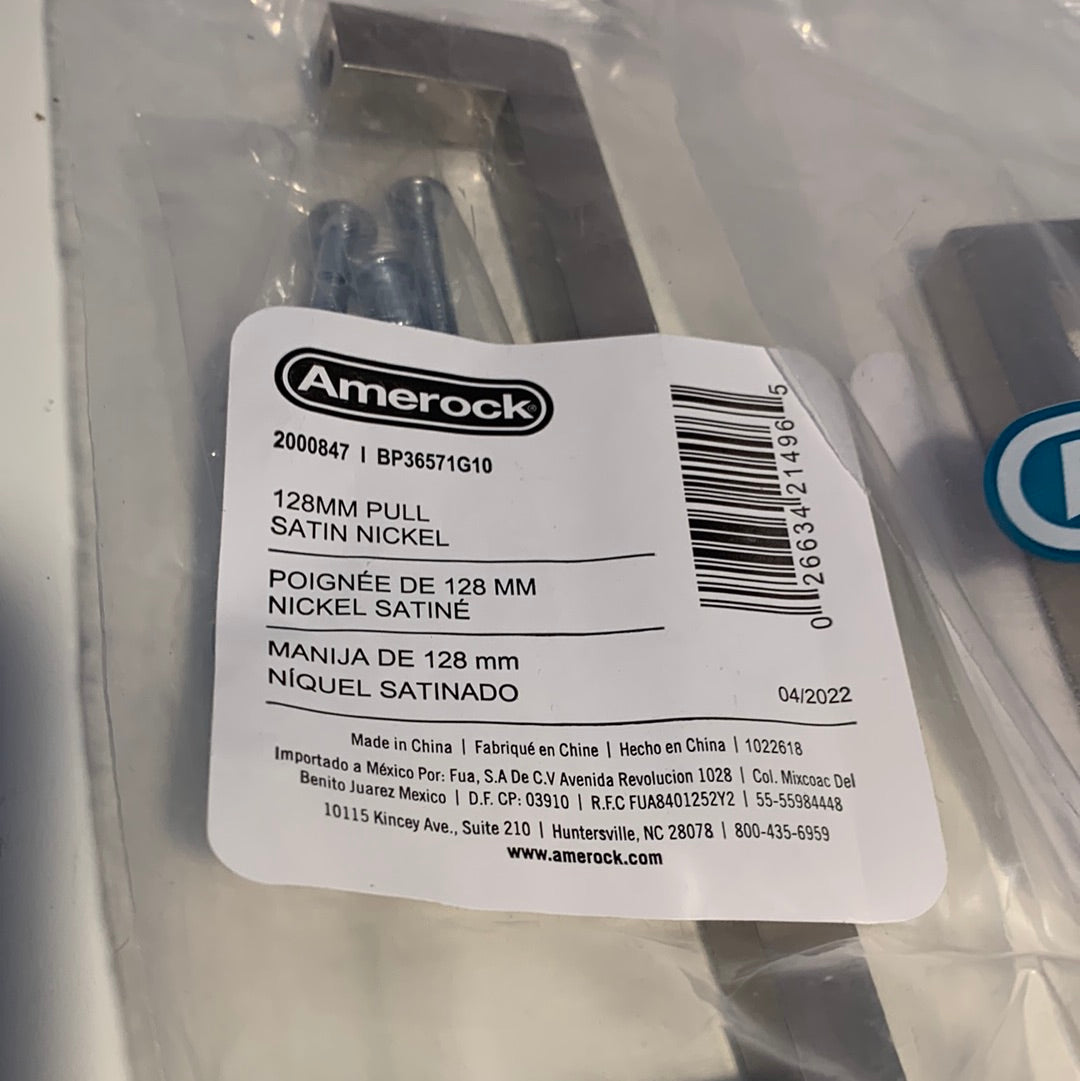 Amerock®
2000847 | BP36571G10
128MM PULL
SATIN NICKEL
POIGNÉE DE 128 MM
NICKEL SATINÉ
MANIJA DE 128 mm
NÍQUEL SATINADO
0 26634 21496 5
04/2022
Made in China | Fabriqué en Chine | Hecho en China | 1022618
Importado a México Por: Fua, S.A De C.V Avenida Revolucion 1028 | Col. Mixcoac Del
Benito Juarez Mexico | D.F. CP: 03910 | R.F.C FUA8401252Y2 | 55-55984448
10115 Kincey Ave., Suite 210 | Huntersville, NC 28078 | 800-435-6959
www.amerock.com